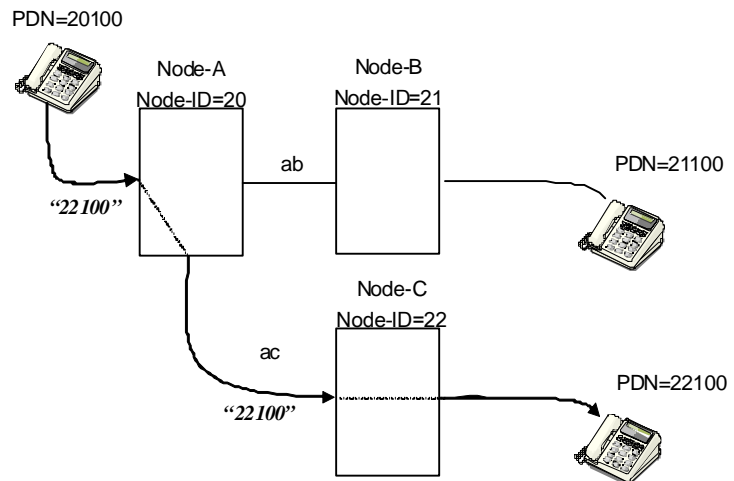 PDN=20100
Node-A
Node-ID=20
Node-B
Node-ID=21
ab
PDN=21100
“22100”
Node-C
Node-ID=22
ac
“22100”
PDN=22100